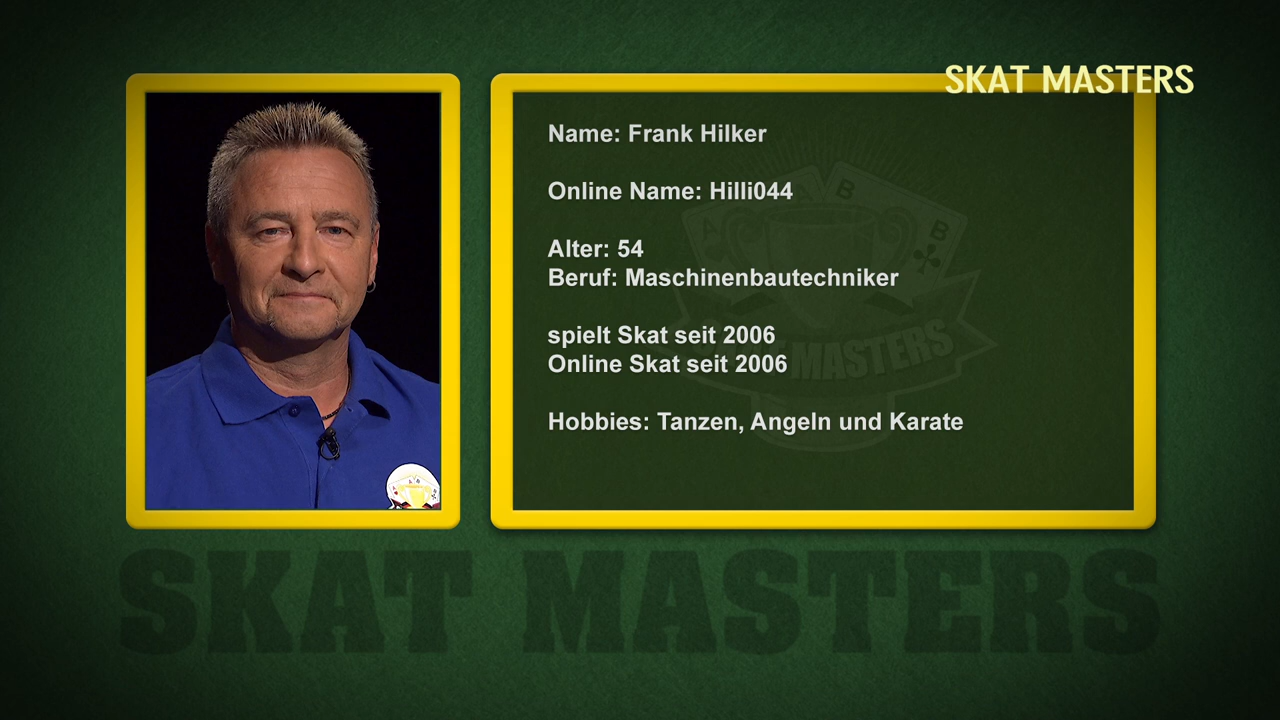 SKAT MASTERS
Name: Frank Hilker
Online Name: Hilli044
Alter: 54
Beruf: Maschinenbautechniker
spielt Skat seit 2006
Online Skat seit 2006
Hobbies: Tanzen, Angeln und Karate
B
B
MASTERS
SKAT MASTERS